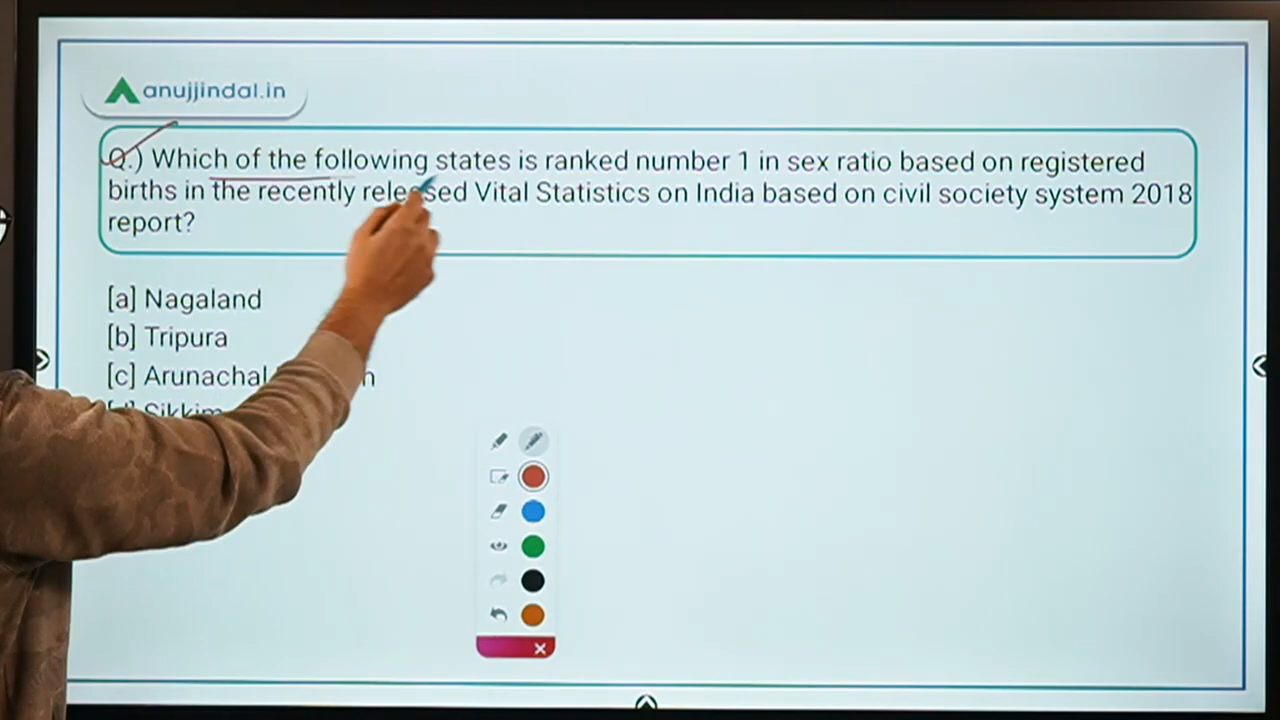 anujjindal.in
Q.) Which of the following states is ranked number 1 in sex ratio based on registered
births in the recently released Vital Statistics on India based on civil society system 2018
report?
[a] Nagaland
[b] Tripura
[c] Arunachal
[d] Sikkim